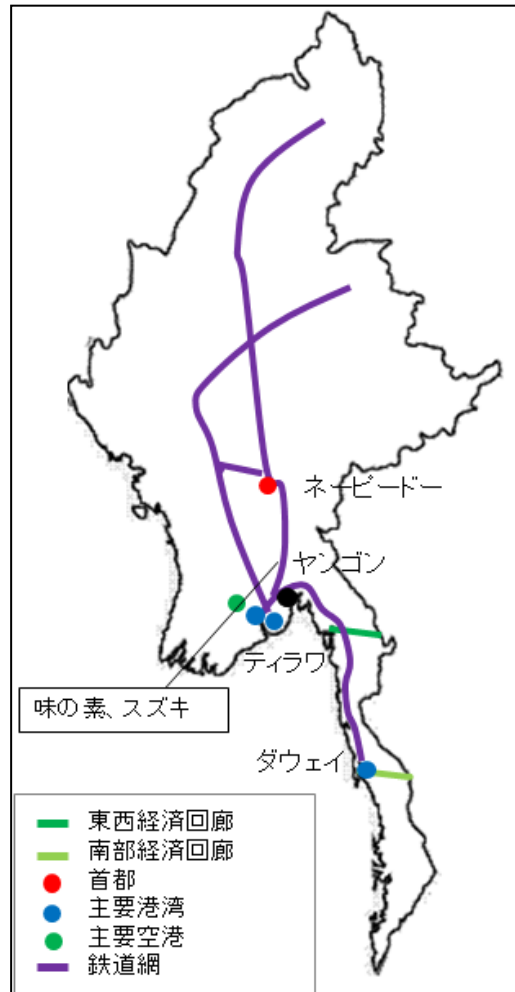 ネーピードー
ヤンゴン
ティラワ
味の素、スズキ
ダウェイ
東西経済回廊
南部経済回廊
首都
主要港湾
主要空港
鉄道網